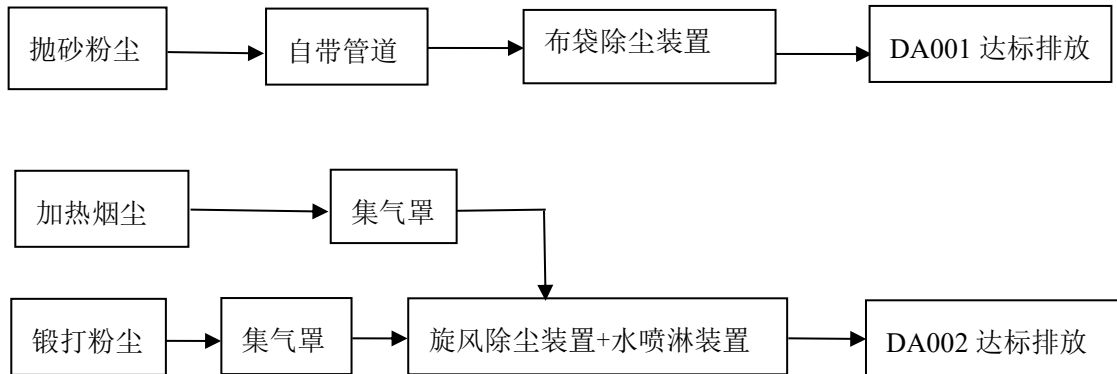 抛砂粉尘
自带管道
布袋除尘装置
DA001 达标排放
加热烟尘
集气罩
锻打粉尘
集气罩
旋风除尘装置+水喷淋装置
DA002 达标排放